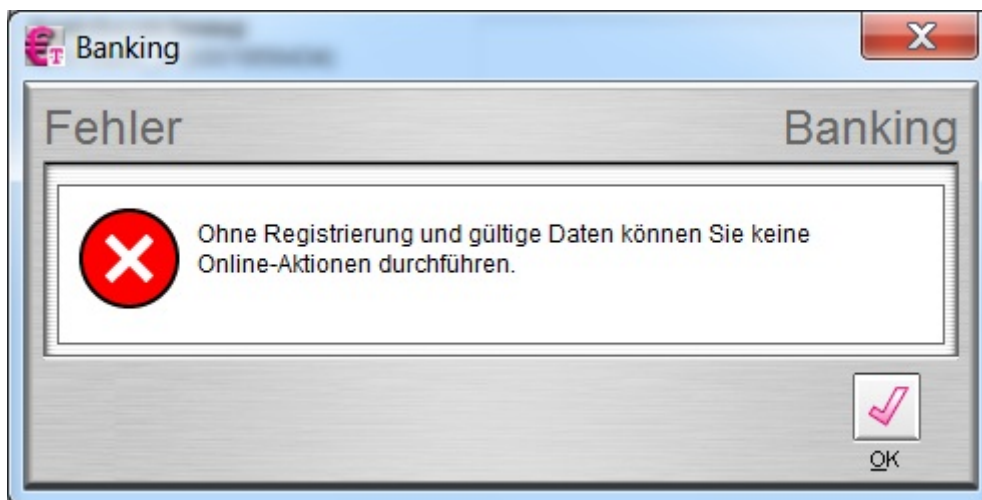 Banking
Fehler
Banking
Ohne Registrierung und gültige Daten können Sie keine
Online-Aktionen durchführen.
OK